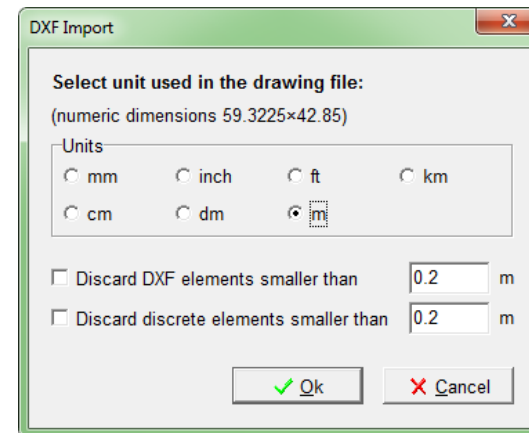 DXF Import
Select unit used in the drawing file:
(numeric dimensions 59.3225×42.85)
Units
mm inch ft km
cm dm m
Discard DXF elements smaller than 0.2 m
Discard discrete elements smaller than 0.2 m
Ok Cancel